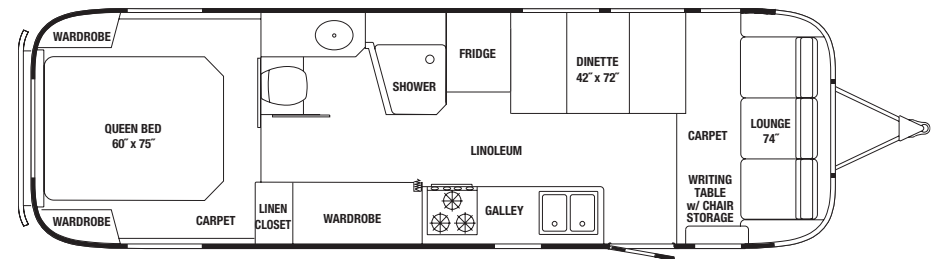 WARDROBE
QUEEN BED
60˝ x 75˝
WARDROBE
CARPET
LINEN
CLOSET
WARDROBE
SHOWER
FRIDGE
DINETTE
42˝ x 72˝
LINOLEUM
GALLEY
CARPET
LOUNGE
74˝
WRITING
TABLE
w/ CHAIR
STORAGE